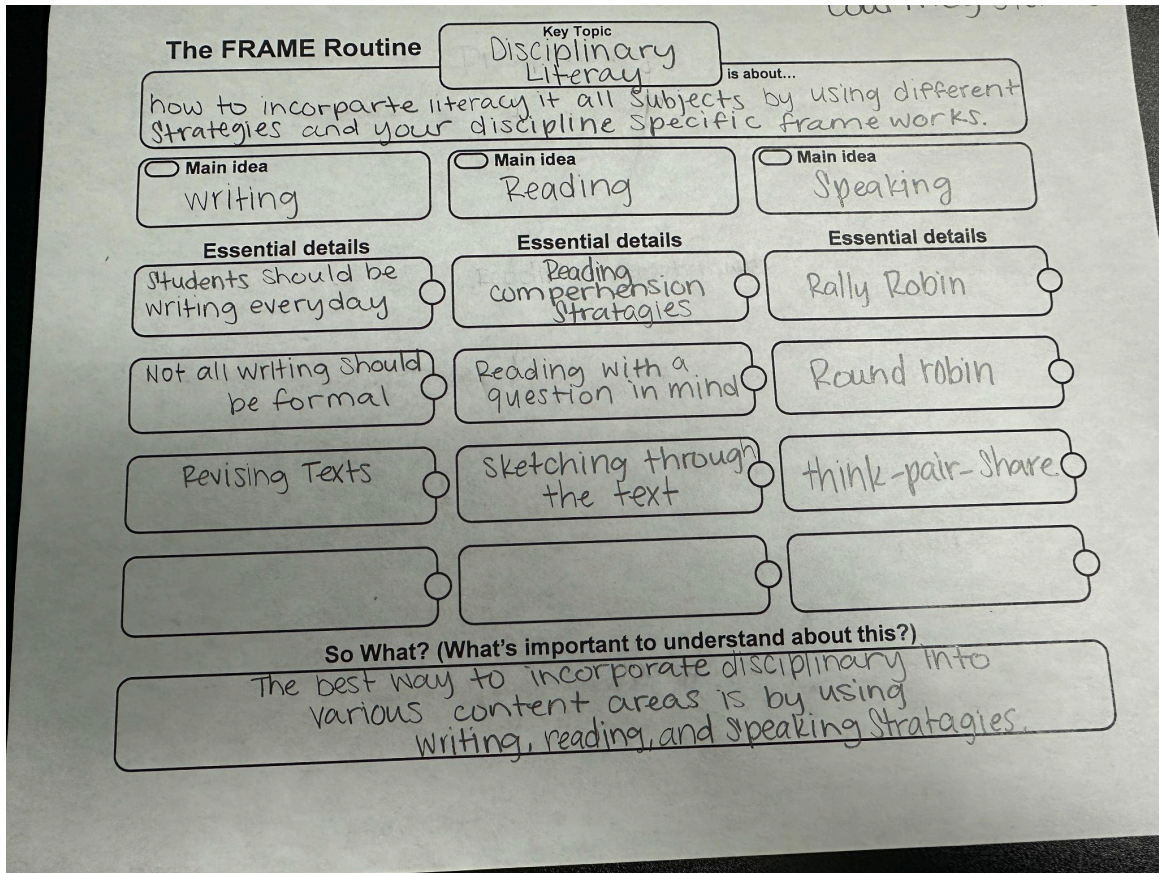 The FRAME Routine
Key Topic
Disciplinary
Literay
is about...
how to incorparte literacy it all subjects by using different
Strategies and your discipline specific frameworks.
Main idea
writing
Main idea
Reading
Main idea
Speaking
Essential details
Students should be
writing everyday
Not all writing should
be formal
Revising Texts
Essential details
Reading
comperhension
Stratagies
Reading with a
question in mind
Sketching through
the text
Essential details
Rally Robin
Round robin
think-pair-share
So What? (What's important to understand about this?)
The best way to incorporate disciplinary into
various content areas is by using
writing, reading, and speaking Stratagies.